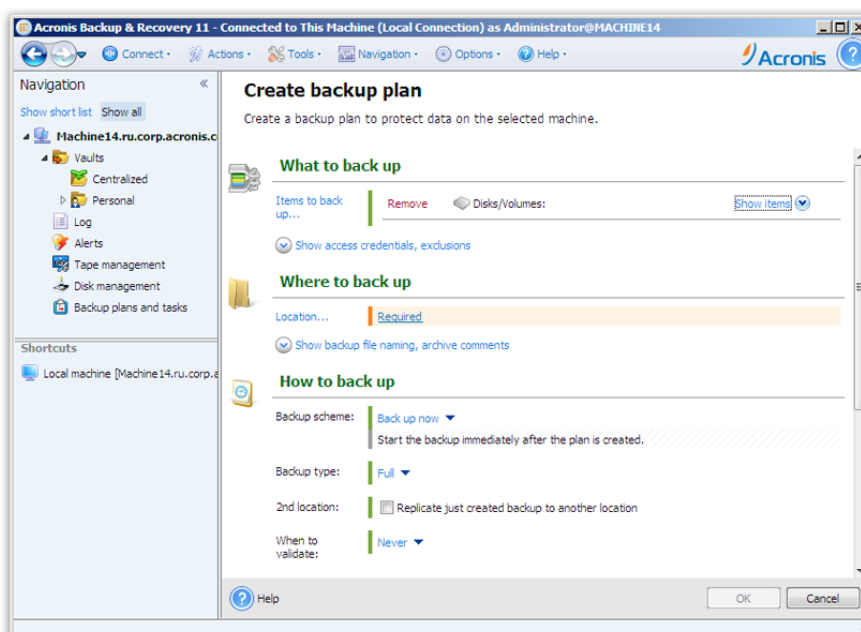 Acronis Backup & Recovery 11 - Connected to This Machine (Local Connection) as Administrator@MACHINE14
Connect
Actions
Tools
Navigation
Options
Help
Acronis
Navigation
Show short list Show all
Machine14.ru.corp.acronis.c
Vaults
Centralized
Personal
Log
Alerts
Tape management
Disk management
Backup plans and tasks
Shortcuts
Local machine [Machine14.ru.corp.a
Create backup plan
Create a backup plan to protect data on the selected machine.
What to back up
Items to back up...
Remove
Disks/Volumes:
Show items
Show access credentials, exclusions
Where to back up
Location...
Required
Show backup file naming, archive comments
How to back up
Backup scheme:
Back up now
Start the backup immediately after the plan is created.
Backup type:
Full
2nd location:
Replicate just created backup to another location
When to validate:
Never
Help
OK
Cancel